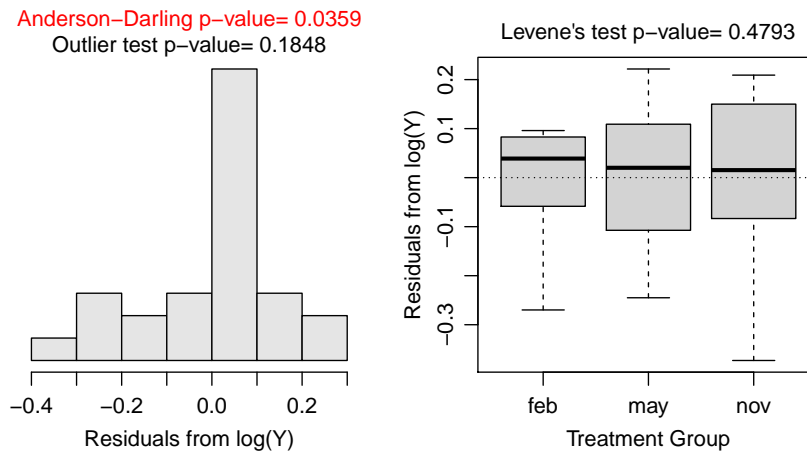 Anderson−Darling p−value= 0.0359
Outlier test p−value= 0.1848
−0.4
−0.2
0.0
0.2
Residuals from log(Y)
Levene's test p−value= 0.4793
Residuals from log(Y)
0.2
0.1
−0.1
−0.3
feb
may
nov
Treatment Group